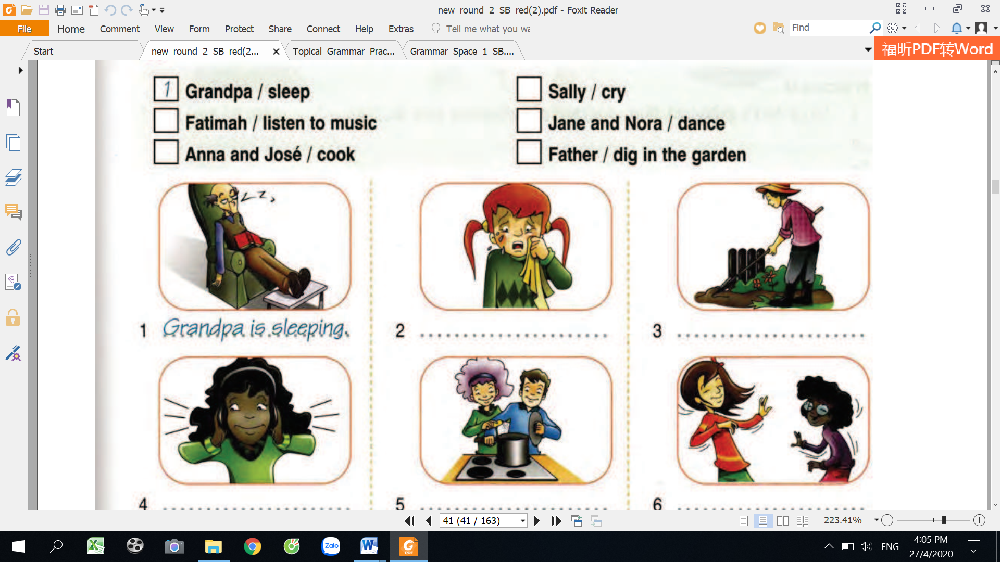 new_round_2_SB_red(2).pdf - Foxit Reader
File Home Comment View Form Protect Share Connect Help Extras Tell me what you wa Find
Start new_round_2_SB_red(2... Topical_Grammar_Prac... Grammar_Space_1_SB.... 福昕PDF转Word
1 Grandpa / sleep
Sally / cry
Fatimah / listen to music
Jane and Nora / dance
Anna and José / cook
Father / dig in the garden
zz
1 Grandpa is sleeping.
2
3
4
5
6
41 (41 / 163) 223.41%
Zalo PDF ENG 4:05 PM
27/4/2020